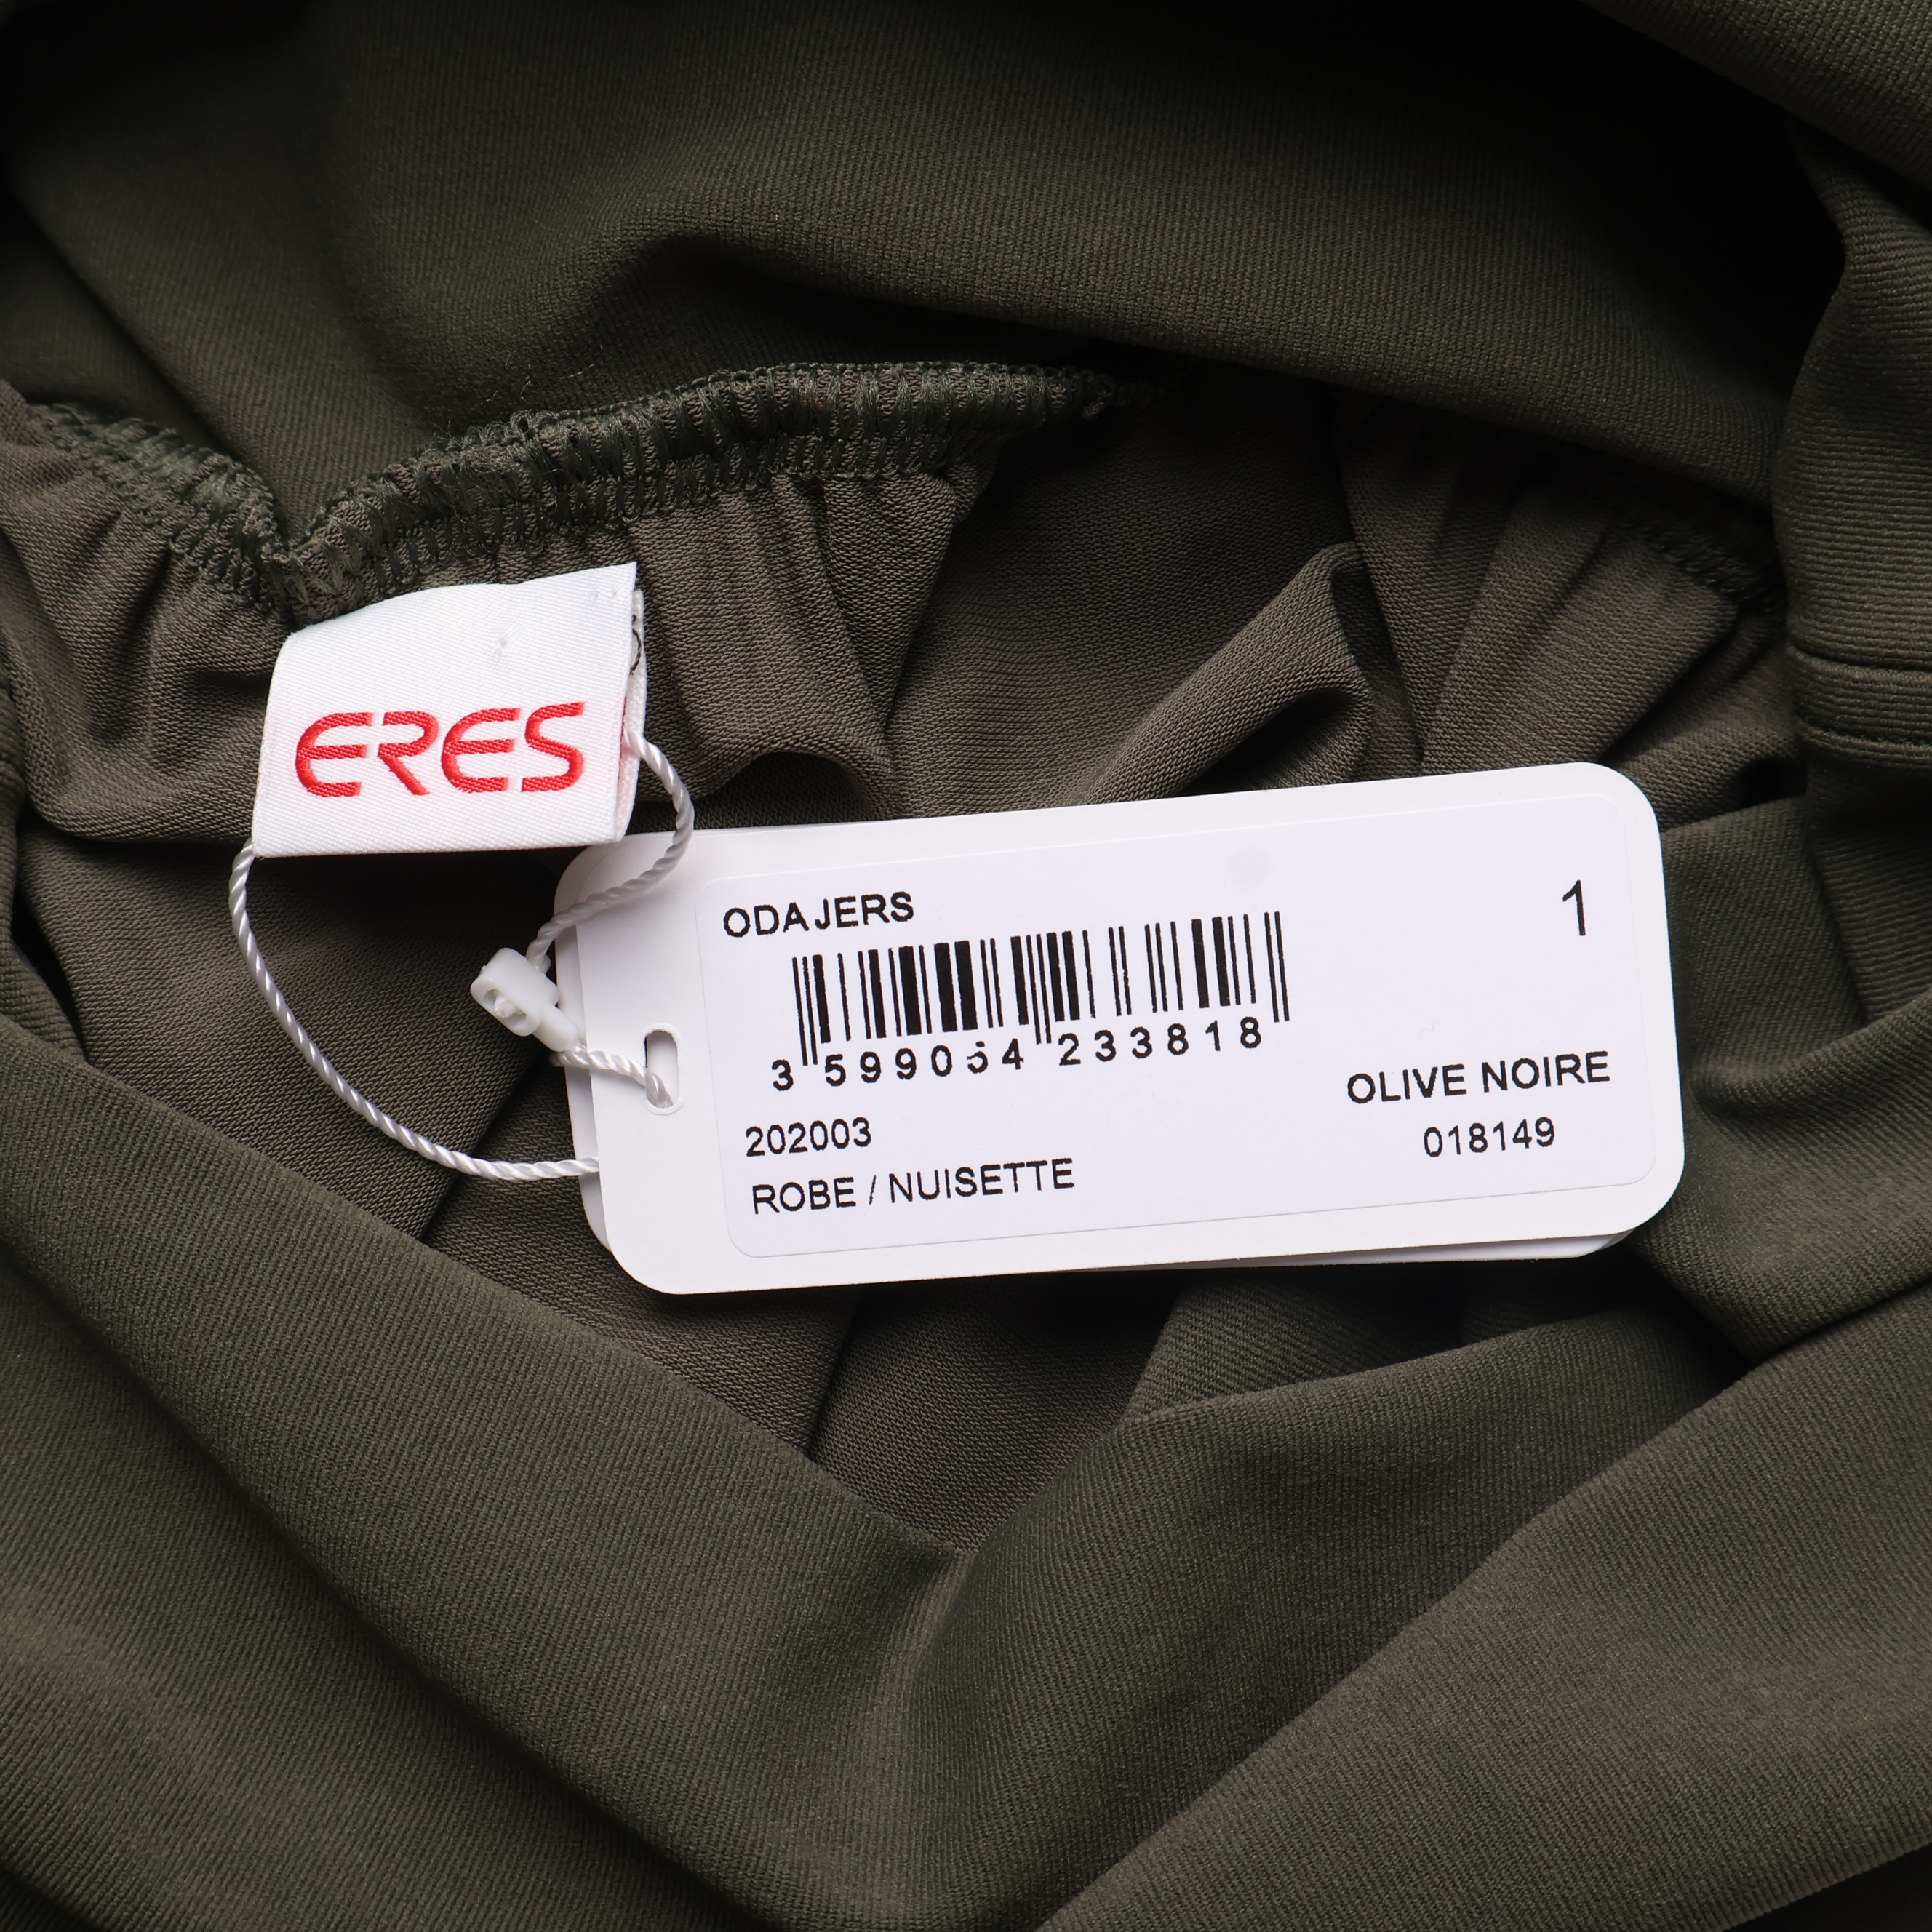 ERES
ODAJERS
1
3 599054 233818
OLIVE NOIRE
202003
018149
ROBE / NUISETTE